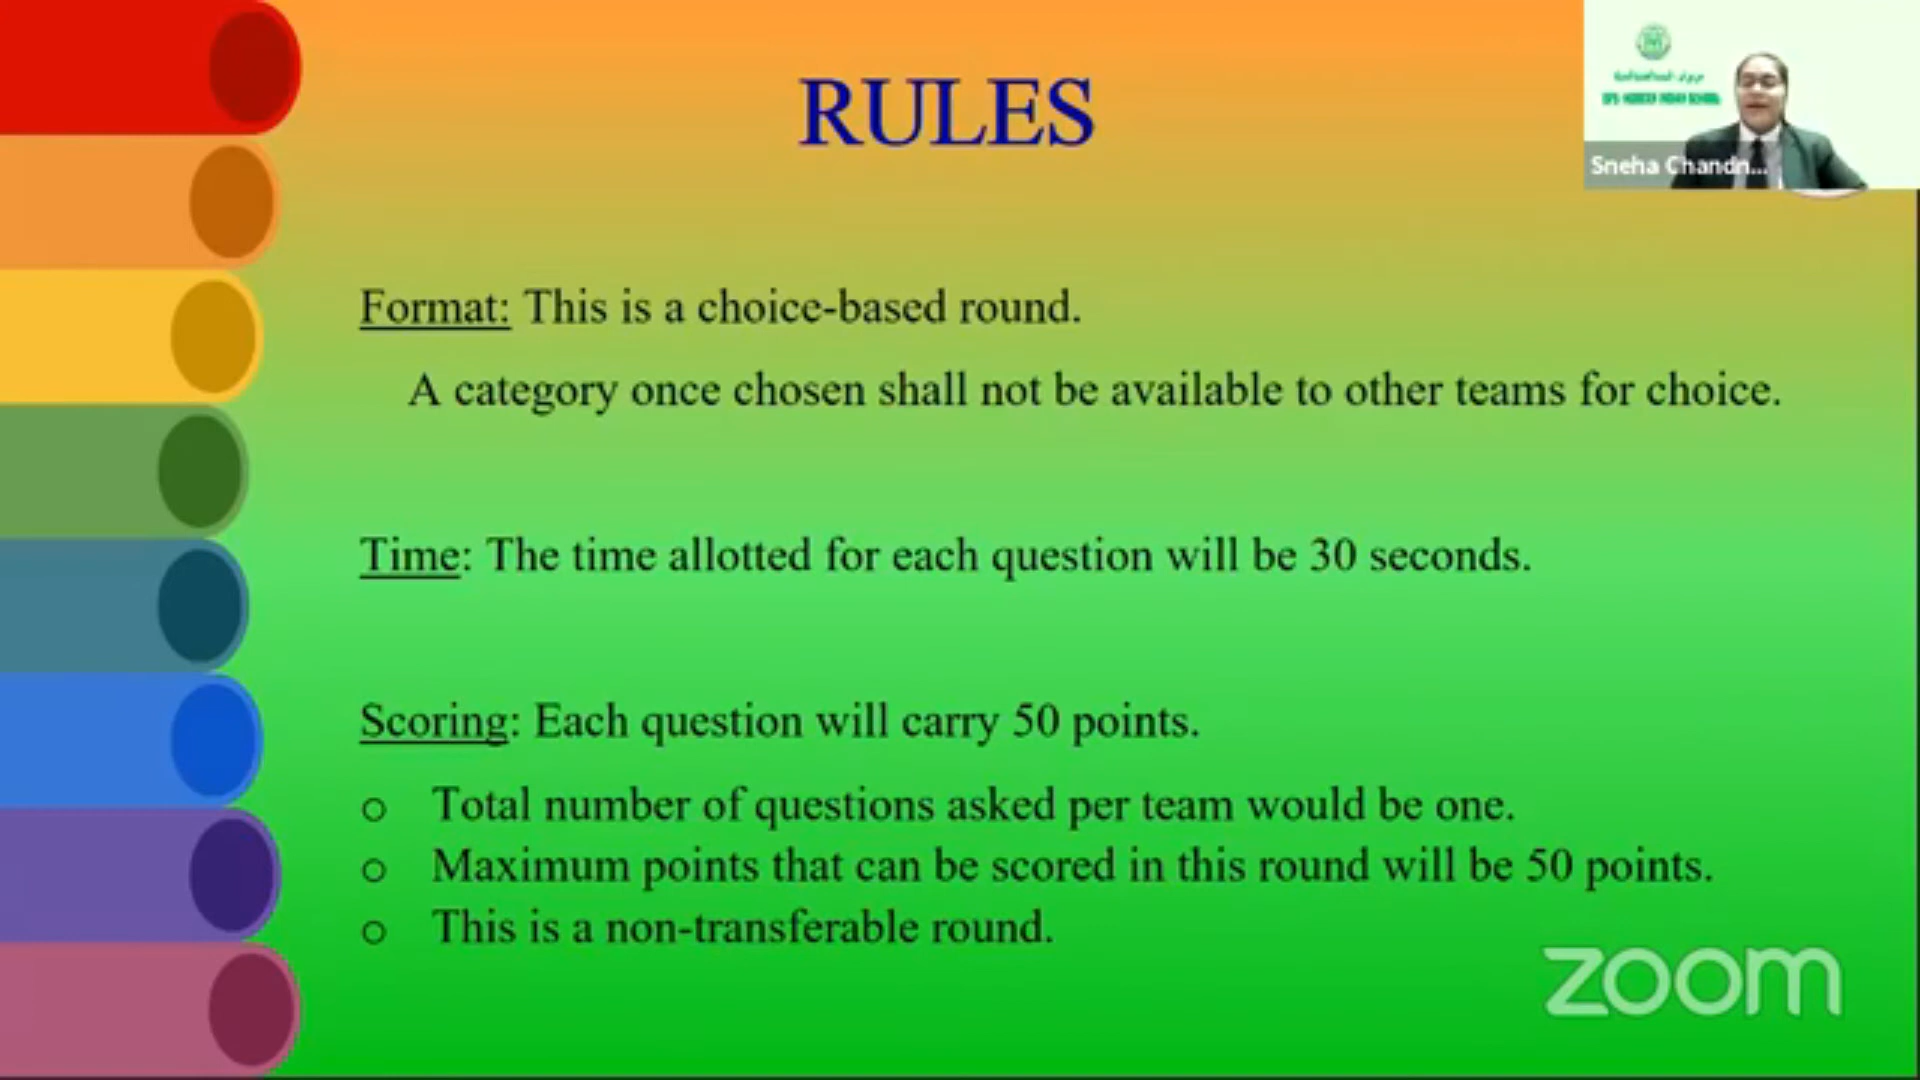 RULES
Sneha Chandn...
Format: This is a choice-based round.
A category once chosen shall not be available to other teams for choice.
Time: The time allotted for each question will be 30 seconds.
Scoring: Each question will carry 50 points.
o Total number of questions asked per team would be one.
o Maximum points that can be scored in this round will be 50 points.
o This is a non-transferable round.
zoom